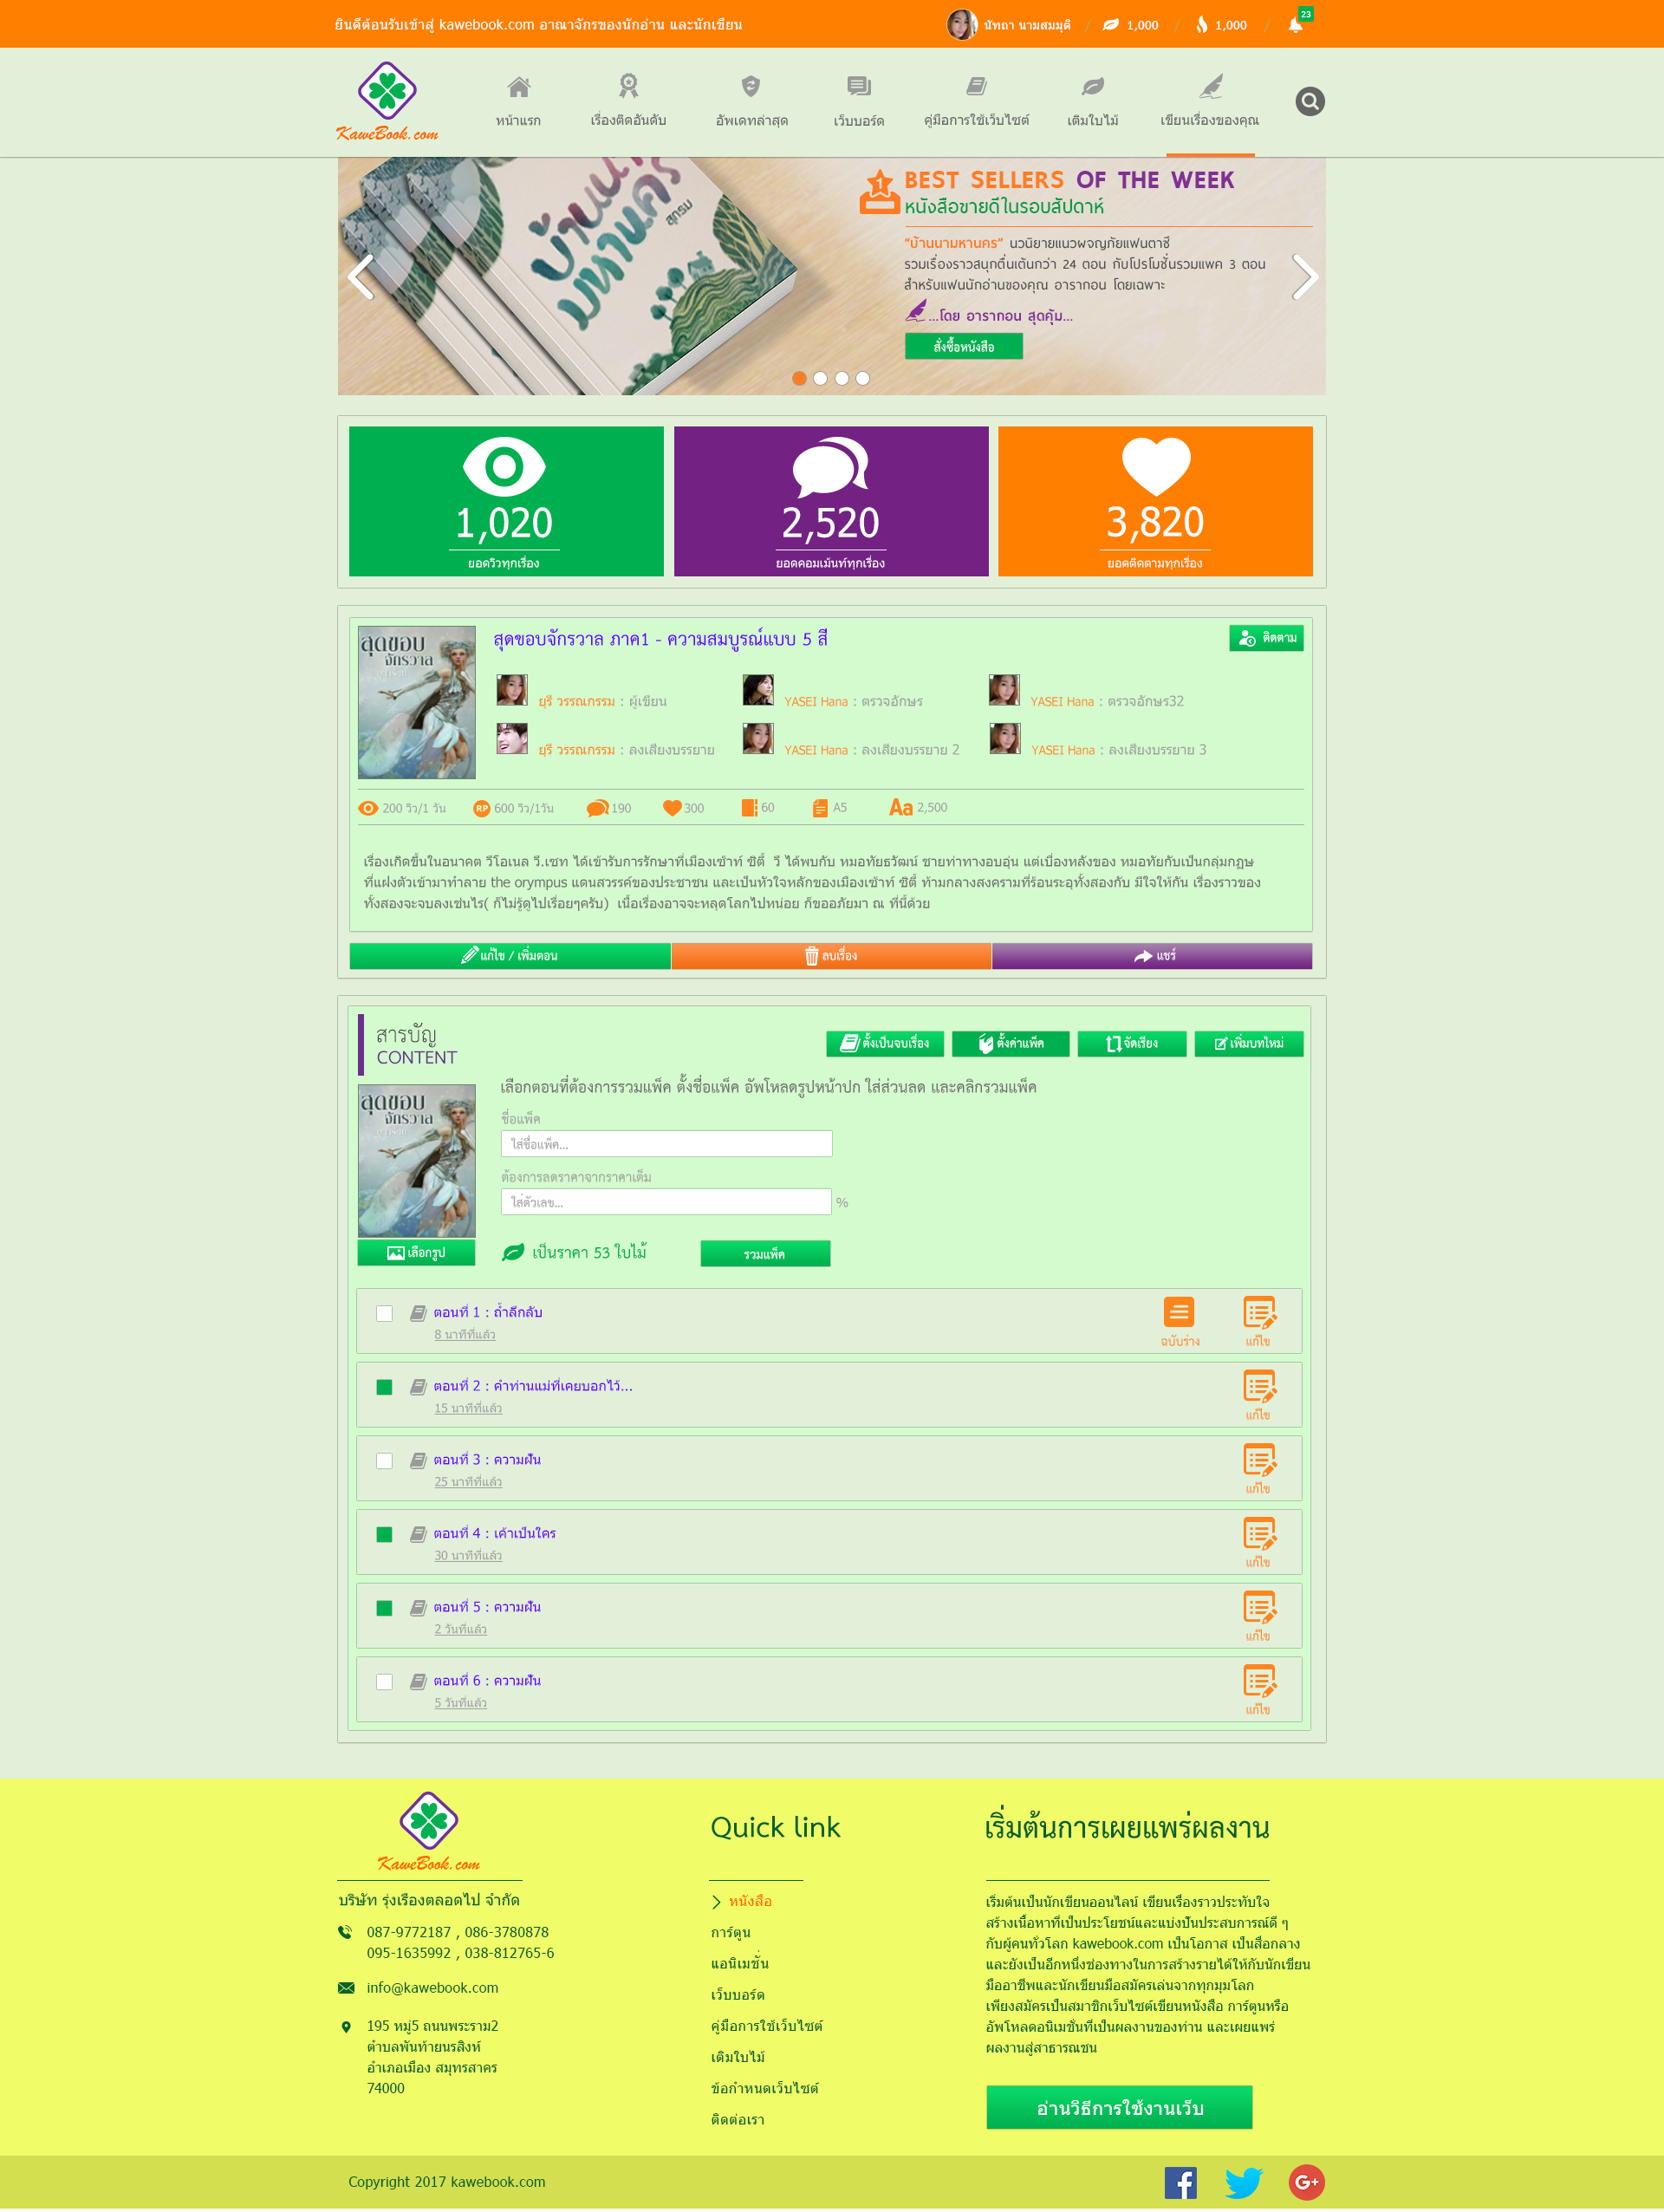 ยินดีต้อนรับเข้าสู่ kawebook.com อาณาจักรของนักอ่าน และนักเขียน
นัทถา นามสมมุติ / 1,000 / 1,000 / 23
KaweBook.com
หน้าแรก เรื่องติดอันดับ อัพเดทล่าสุด เว็บบอร์ด คู่มือการใช้เว็บไซต์ เติมใบไม้ เขียนเรื่องของคุณ
BEST SELLERS OF THE WEEK
หนังสือขายดีในรอบสัปดาห์
"บ้านนามหานคร" นวนิยายแนวผจญภัยแฟนตาซี
รวมเรื่องราวสนุกตื่นเต้นกว่า 24 ตอน กับโปรโมชั่นรวมแพค 3 ตอน
สำหรับแฟนนักอ่านของคุณ อารากอน โดยเฉพาะ
...โดย อารากอน สุดคุ้ม...
สั่งซื้อหนังสือ
1,020 2,520 3,820
ยอดวิวทุกเรื่อง ยอดคอมเม้นท์ทุกเรื่อง ยอดติดตามทุกเรื่อง
สุดขอบ
จักรวาล
สุดขอบจักรวาล ภาค1 - ความสมบูรณ์แบบ 5 สี
ติดตาม
ยุรี วรรณกรรม : ผู้เขียน YASEI Hana : ตรวจอักษร YASEI Hana : ตรวจอักษร32
ยุรี วรรณกรรม : ลงเสียงบรรยาย YASEI Hana : ลงเสียงบรรยาย 2 YASEI Hana : ลงเสียงบรรยาย 3
200 วิว/1 วัน RP 600 วิว/1วัน 190 300 60 A5 Aa 2,500
เรื่องเกิดขึ้นในอนาคต วีโอเนล วี.เซท ได้เข้ารับการรักษาที่เมืองเซ้าท์ ซิตี้ วี ได้พบกับ หมอทัยธวัฒน์ ชายท่าทางอบอุ่น แต่เบื่องหลังของ หมอทัยกับเป็นกลุ่มกฏษ
ที่แฝงตัวเข้ามาทำลาย the orympus แดนสวรรค์ของประชาชน และเป็นหัวใจหลักของเมืองเซ้าท์ ซิตี้ ท้ามกลางสงครามที่ร้อนระอุทั้งสองกับ มีใจให้กัน เรื่องราวของ
ทั้งสองจะจบลงเช่นไร( ก็ไม่รู้ดูไปเรื่อยๆครับ) เนื้อเรื่องอาจจะหลุดโลกไปหน่อย ก็ขออภัยมา ณ ที่นี้ด้วย
แก้ไข / เพิ่มตอน ลบเรื่อง แชร์
สารบัญ
CONTENT
ตั้งเป็นจบเรื่อง ตั้งค่าแพ็ค จัดเรียง เพิ่มบทใหม่
สุดขอบ
จักรวาล
เลือกตอนที่ต้องการรวมแพ็ค ตั้งชื่อแพ็ค อัพโหลดรูปหน้าปก ใส่ส่วนลด และคลิกรวมแพ็ค
ชื่อแพ็ค
ใส่ชื่อแพ็ค...
ต้องการลดราคาจากราคาเต็ม
ใส่ตัวเลข... %
เลือกรูป เป็นราคา 53 ใบไม้ รวมแพ็ค
ตอนที่ 1 : ถ้ำลึกลับ
8 นาทีที่แล้ว
ฉบับร่าง แก้ไข
ตอนที่ 2 : คำท่านแม่ที่เคยบอกไว้...
15 นาทีที่แล้ว
แก้ไข
ตอนที่ 3 : ความฝัน
25 นาทีที่แล้ว
แก้ไข
ตอนที่ 4 : เค้าเป็นใคร
30 นาทีที่แล้ว
แก้ไข
ตอนที่ 5 : ความฝัน
2 วันที่แล้ว
แก้ไข
ตอนที่ 6 : ความฝัน
5 วันที่แล้ว
แก้ไข
KaweBook.com
บริษัท รุ่งเรืองตลอดไป จำกัด
087-9772187 , 086-3780878
095-1635992 , 038-812765-6
info@kawebook.com
195 หมู่5 ถนนพระราม2
ตำบลพันท้ายนรสิงห์
อำเภอเมือง สมุทรสาคร
74000
Quick link
หนังสือ
การ์ตูน
แอนิเมชั่น
เว็บบอร์ด
คู่มือการใช้เว็บไซต์
เติมใบไม้
ข้อกำหนดเว็บไซต์
ติดต่อเรา
เริ่มต้นการเผยแพร่ผลงาน
เริ่มต้นเป็นนักเขียนออนไลน์ เขียนเรื่องราวประทับใจ
สร้างเนื้อหาที่เป็นประโยชน์และแบ่งปันประสบการณ์ดี ๆ
กับผู้คนทั่วโลก kawebook.com เป็นโอกาส เป็นสื่อกลาง
และยังเป็นอีกหนึ่งช่องทางในการสร้างรายได้ให้กับนักเขียน
มืออาชีพและนักเขียนมือสมัครเล่นจากทุกมุมโลก
เพียงสมัครเป็นสมาชิกเว็บไซต์เขียนหนังสือ การ์ตูนหรือ
อัพโหลดอนิเมชั่นที่เป็นผลงานของท่าน และเผยแพร่
ผลงานสู่สาธารณชน
อ่านวิธีการใช้งานเว็บ
Copyright 2017 kawebook.com